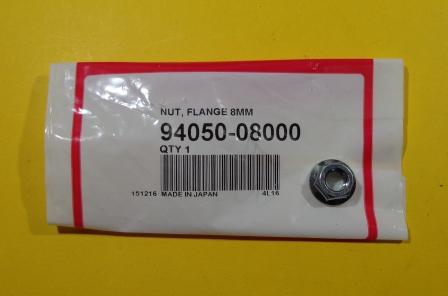 NUT, FLANGE 8MM
94050-08000
QTY 1
151216 MADE IN JAPAN 4L16